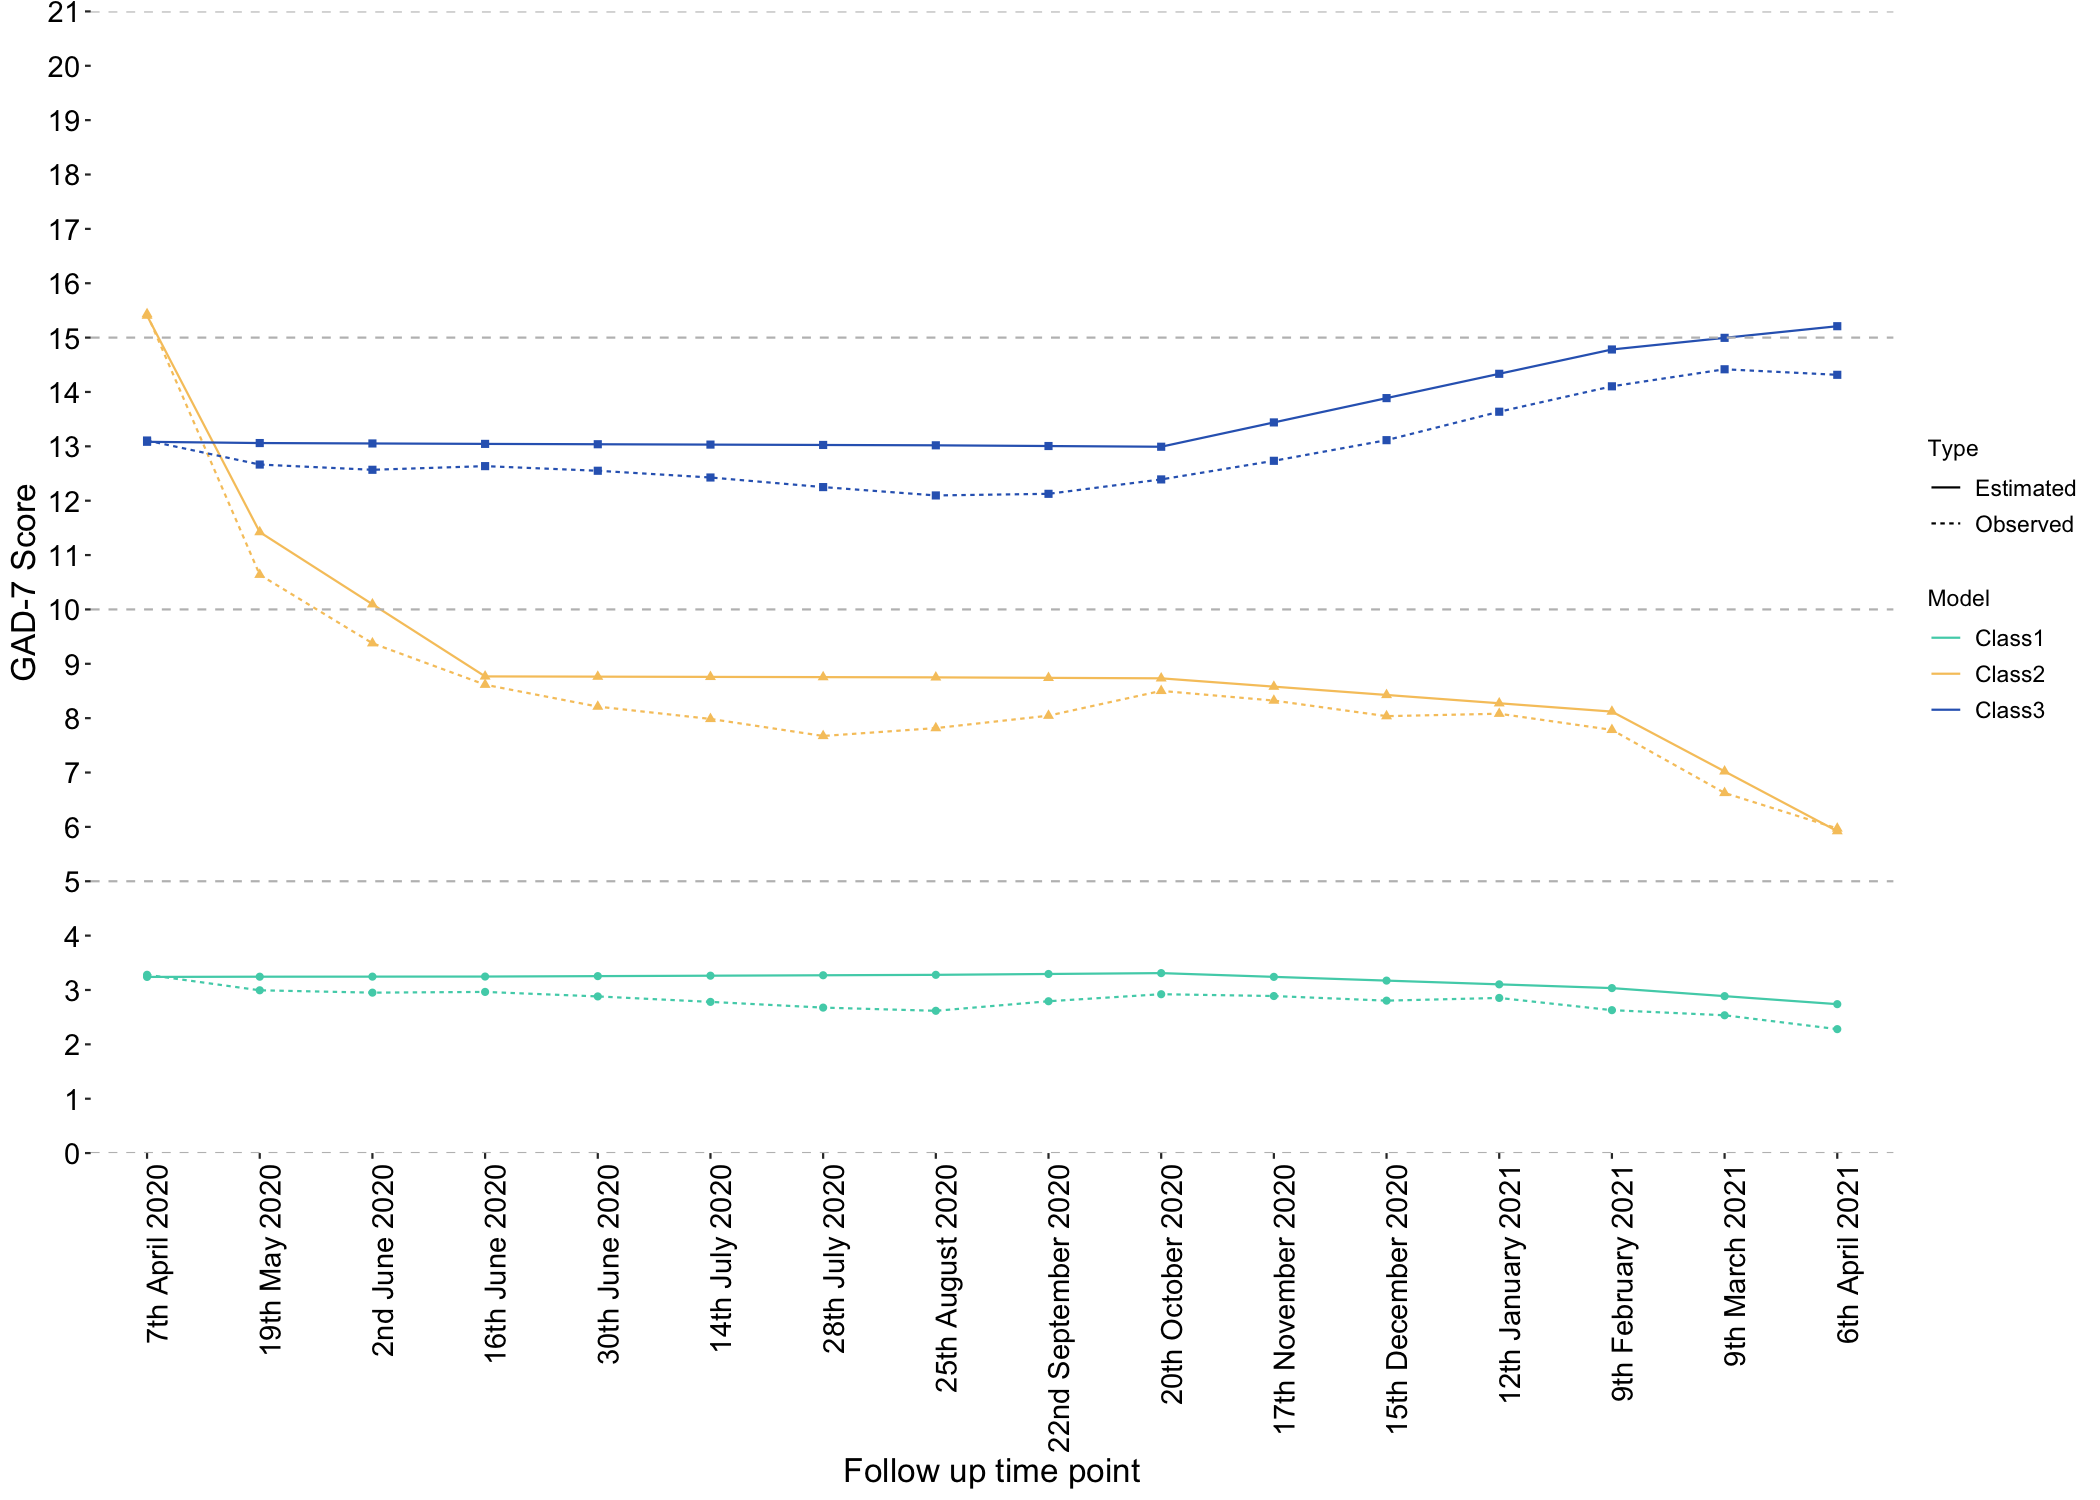 21
20
19
18
17
16
15
14
13
12
11
10
9
8
7
6
5
4
3
2
1
0
GAD-7 Score
7th April 2020
19th May 2020
2nd June 2020
16th June 2020
30th June 2020
14th July 2020
28th July 2020
25th August 2020
22nd September 2020
20th October 2020
17th November 2020
15th December 2020
12th January 2021
9th February 2021
9th March 2021
6th April 2021
Follow up time point
Type
Estimated
Observed
Model
Class1
Class2
Class3